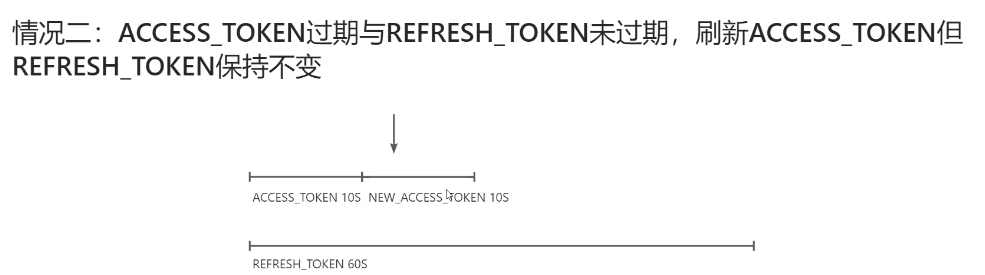 情况二：ACCESS_TOKEN过期与REFRESH_TOKEN未过期，刷新ACCESS_TOKEN但
REFRESH_TOKEN保持不变
ACCESS_TOKEN 10S NEW_ACCESS_TOKEN 10S
REFRESH_TOKEN 60S